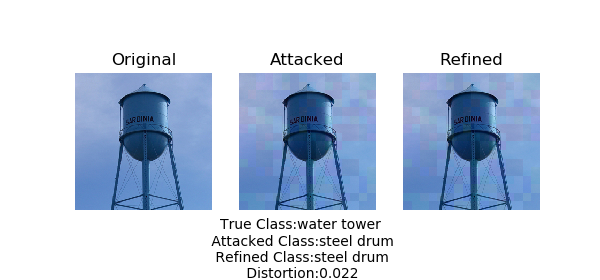 Original
Attacked
Refined
SARDINIA
SARDINIA
SARDINIA
True Class:water tower
Attacked Class:steel drum
Refined Class:steel drum
Distortion:0.022